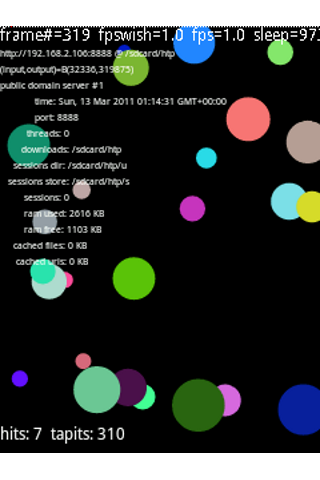 frame#=319 fpswish=1.0 fps=1.0 sleep=973
http://192.168.2.106:8888 @ /sdcard/htp
(input,output)=B(32336,319875)
public domain server #1
time: Sun, 13 Mar 2011 01:14:31 GMT+00:00
port: 8888
threads: 0
downloads: /sdcard/htp
sessions dir: /sdcard/htp/u
sessions store: /sdcard/htp/s
sessions: 0
ram used: 2616 KB
ram free: 1103 KB
cached files: 0 KB
cached uris: 0 KB
hits: 7 tapits: 310